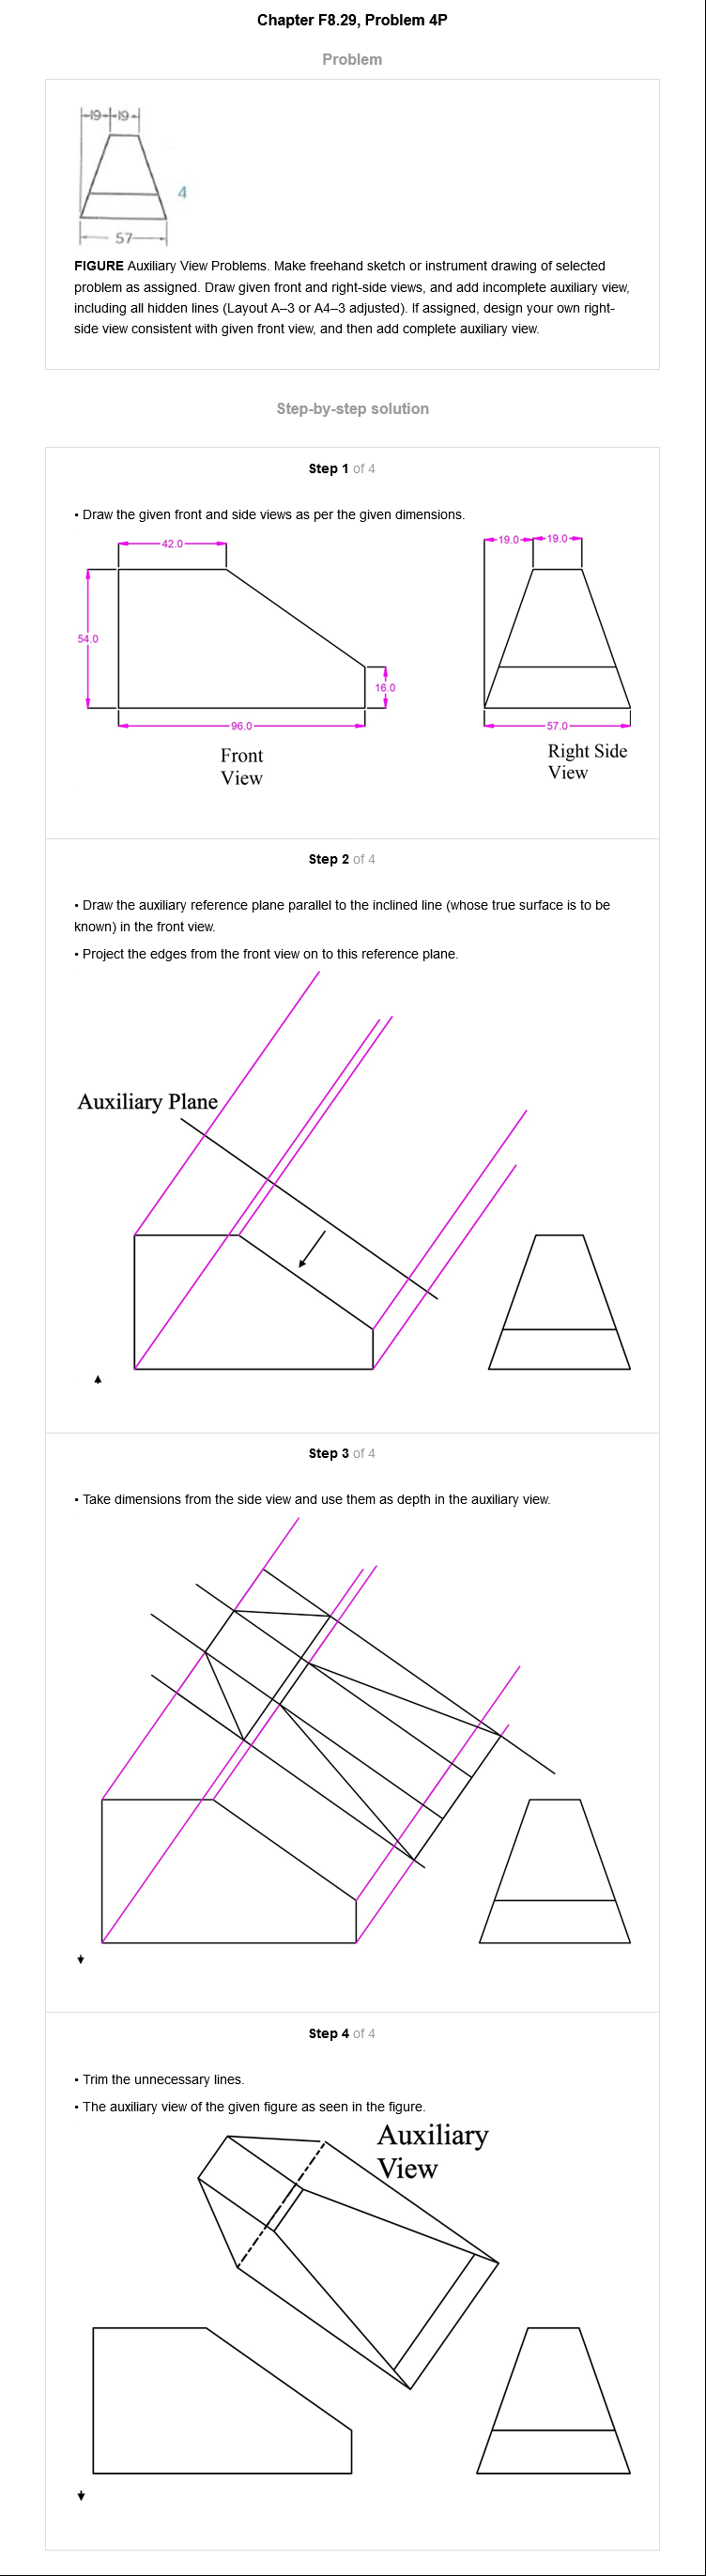 Chapter F8.29, Problem 4P
Problem
19 19
4
57
FIGURE Auxiliary View Problems. Make freehand sketch or instrument drawing of selected
problem as assigned. Draw given front and right-side views, and add incomplete auxiliary view,
including all hidden lines (Layout A–3 or A4–3 adjusted). If assigned, design your own right-
side view consistent with given front view, and then add complete auxiliary view.
Step-by-step solution
Step 1 of 4
• Draw the given front and side views as per the given dimensions.
42.0
19.0 19.0
54.0
16.0
96.0
57.0
Front
View
Right Side
View
Step 2 of 4
• Draw the auxiliary reference plane parallel to the inclined line (whose true surface is to be
known) in the front view.
• Project the edges from the front view on to this reference plane.
Auxiliary Plane
Step 3 of 4
• Take dimensions from the side view and use them as depth in the auxiliary view.
Step 4 of 4
• Trim the unnecessary lines.
• The auxiliary view of the given figure as seen in the figure.
Auxiliary
View